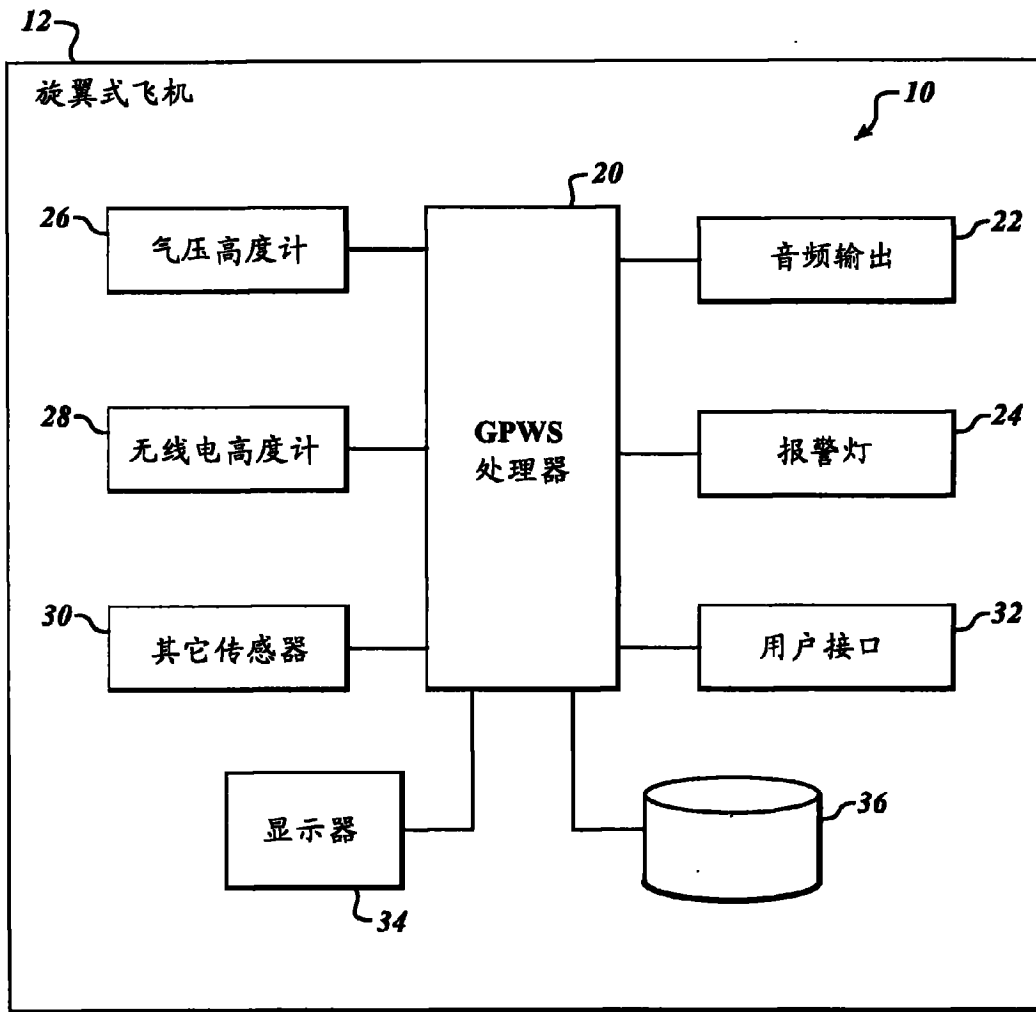 12
旋翼式飞机
10
20
26
气压高度计
22
音频输出
28
无线电高度计
GPWS
处理器
24
报警灯
30
其它传感器
32
用户接口
显示器
34
36